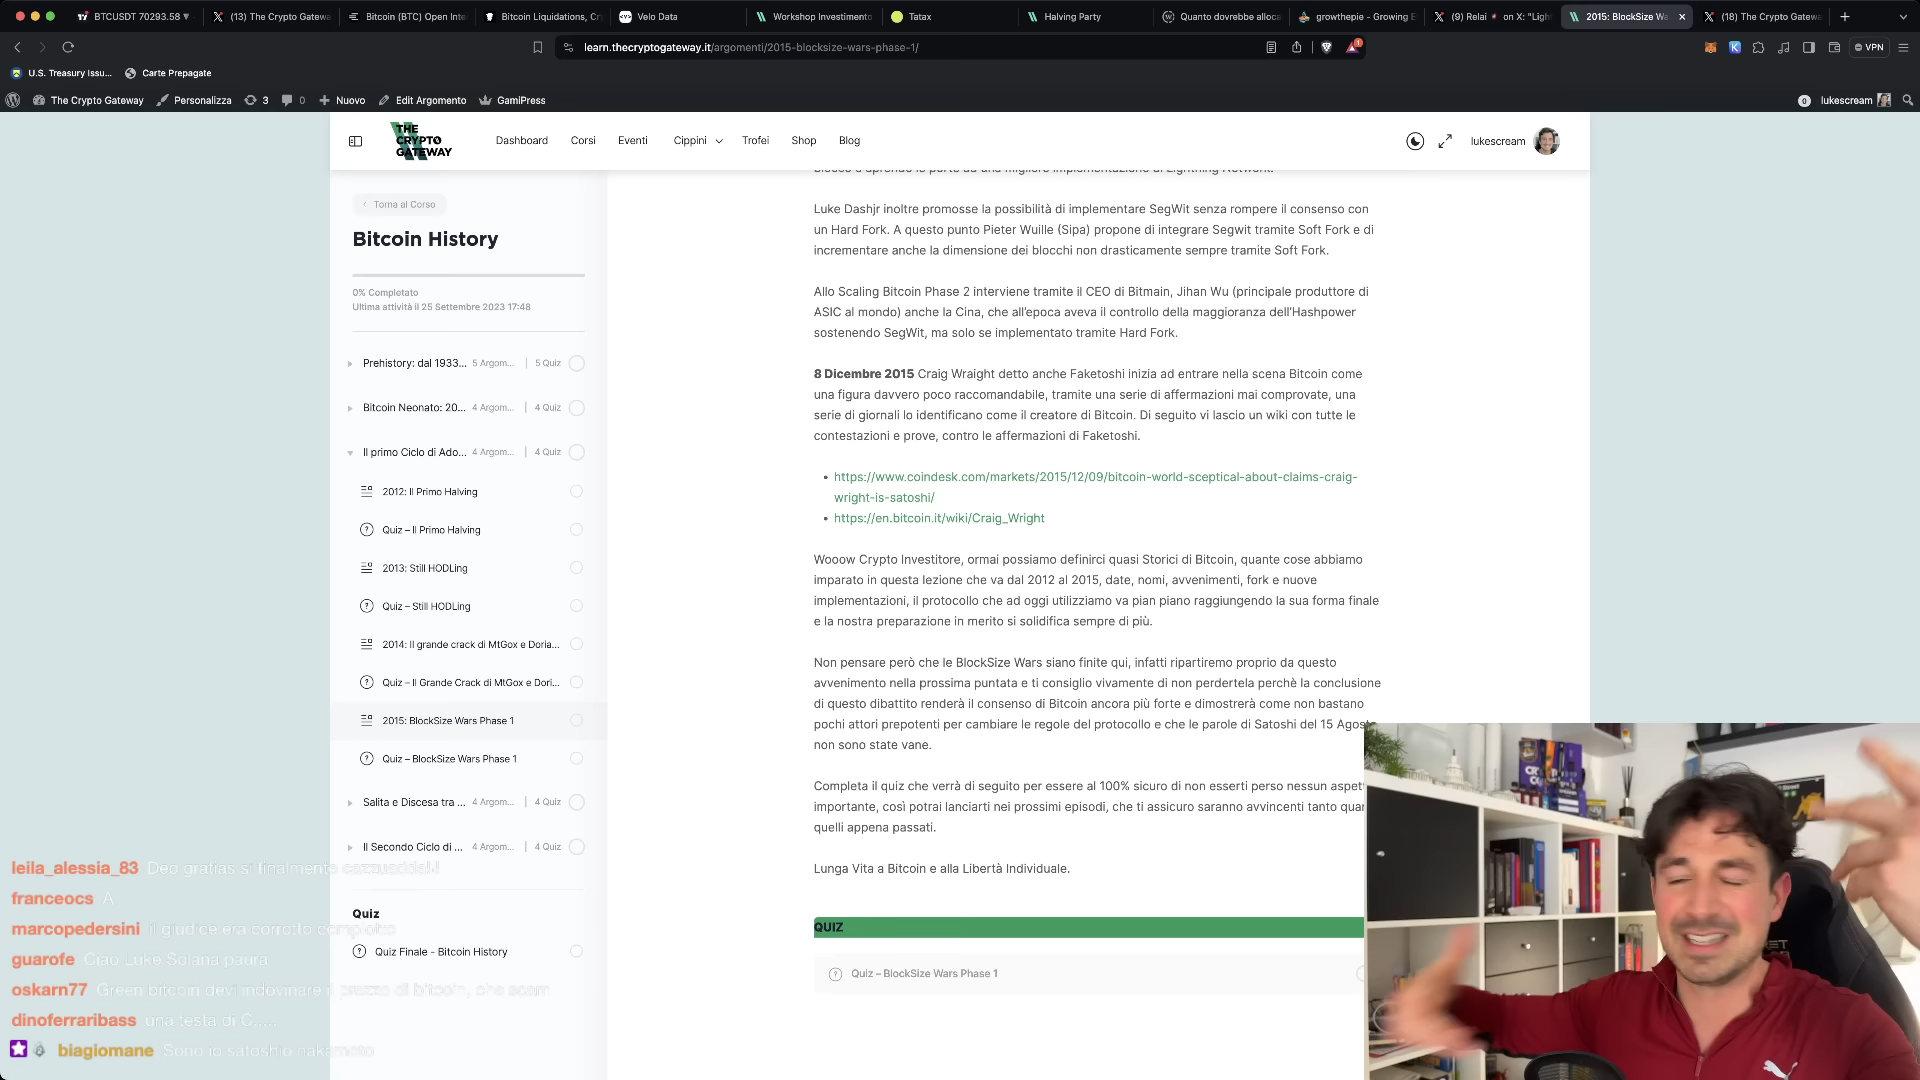 BTCUSDT 70293.58
(13) The Crypto Gatewa
Bitcoin (BTC) Open Inte
Bitcoin Liquidations, Cr
Velo Data
Workshop Investimento
Tatax
Halving Party
Quanto dovrebbe alloca
growthepie - Growing E
(9) Relai on X: "Ligh
2015: BlockSize Wa
(18) The Crypto Gatewa
learn.thecryptogateway.it/argomenti/2015-blocksize-wars-phase-1/
VPN
U.S. Treasury Issu...
Carte Prepagate
The Crypto Gateway
Personalizza
3
0
Nuovo
Edit Argomento
GamiPress
0
lukescream
THE CRYPTO GATEWAY
Dashboard
Corsi
Eventi
Cippini
Trofei
Shop
Blog
lukescream
Torna al Corso
Bitcoin History
0% Completato
Ultima attività il 25 Settembre 2023 17:48
Prehistory: dal 1933... 5 Argom... | 5 Quiz
Bitcoin Neonato: 20... 4 Argom... | 4 Quiz
Il primo Ciclo di Ado... 4 Argom... | 4 Quiz
2012: Il Primo Halving
Quiz – Il Primo Halving
2013: Still HODLing
Quiz – Still HODLing
2014: Il grande crack di MtGox e Doria...
Quiz – Il Grande Crack di MtGox e Dori...
2015: BlockSize Wars Phase 1
Quiz – BlockSize Wars Phase 1
Salita e Discesa tra ... 4 Argom... | 4 Quiz
Il Secondo Ciclo di ... 4 Argom... | 4 Quiz
Quiz
Quiz Finale - Bitcoin History
Luke Dashjr inoltre promosse la possibilità di implementare SegWit senza rompere il consenso con
un Hard Fork. A questo punto Pieter Wuille (Sipa) propone di integrare Segwit tramite Soft Fork e di
incrementare anche la dimensione dei blocchi non drasticamente sempre tramite Soft Fork.
Allo Scaling Bitcoin Phase 2 interviene tramite il CEO di Bitmain, Jihan Wu (principale produttore di
ASIC al mondo) anche la Cina, che all'epoca aveva il controllo della maggioranza dell'Hashpower
sostenendo SegWit, ma solo se implementato tramite Hard Fork.
8 Dicembre 2015 Craig Wraight detto anche Faketoshi inizia ad entrare nella scena Bitcoin come
una figura davvero poco raccomandabile, tramite una serie di affermazioni mai comprovate, una
serie di giornali lo identificano come il creatore di Bitcoin. Di seguito vi lascio un wiki con tutte le
contestazioni e prove, contro le affermazioni di Faketoshi.
• https://www.coindesk.com/markets/2015/12/09/bitcoin-world-sceptical-about-claims-craig-
wright-is-satoshi/
• https://en.bitcoin.it/wiki/Craig_Wright
Wooow Crypto Investitore, ormai possiamo definirci quasi Storici di Bitcoin, quante cose abbiamo
imparato in questa lezione che va dal 2012 al 2015, date, nomi, avvenimenti, fork e nuove
implementazioni, il protocollo che ad oggi utilizziamo va pian piano raggiungendo la sua forma finale
e la nostra preparazione in merito si solidifica sempre di più.
Non pensare però che le BlockSize Wars siano finite qui, infatti ripartiremo proprio da questo
avvenimento nella prossima puntata e ti consiglio vivamente di non perdertela perchè la conclusione
di questo dibattito renderà il consenso di Bitcoin ancora più forte e dimostrerà come non bastano
pochi attori prepotenti per cambiare le regole del protocollo e che le parole di Satoshi del 15 Agost
non sono state vane.
Completa il quiz che verrà di seguito per essere al 100% sicuro di non esserti perso nessun aspet
importante, così potrai lanciarti nei prossimi episodi, che ti assicuro saranno avvincenti tanto quan
quelli appena passati.
Lunga Vita a Bitcoin e alla Libertà Individuale.
QUIZ
Quiz – BlockSize Wars Phase 1
leila_alessia_83 Deo gratias si finalmente
franceocs A
marcopedersini il giudice era corrotto
guarofe Ciao Luke Solana paura
oskarn77 Green bitcoin devi indovinare il prezzo di bitcoin, che scam
dinoferraribass una testa di C.....
biagiomane Sono io satoshio nakamoto